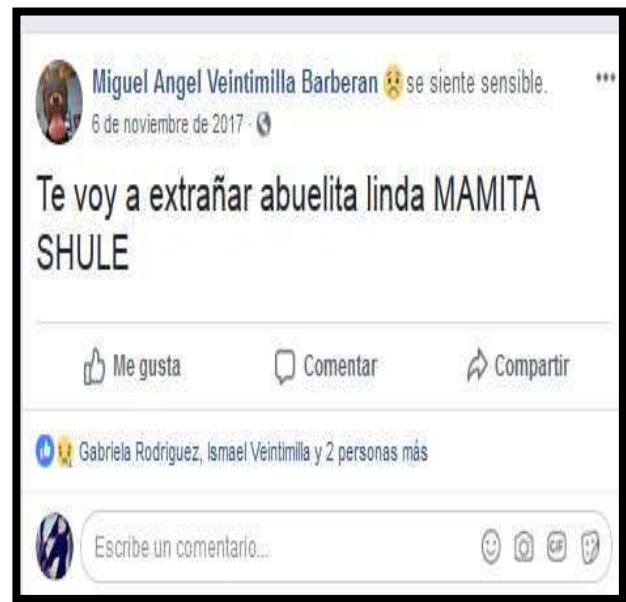 Miguel Angel Veintimilla Barberan se siente sensible.
6 de noviembre de 2017 ·
Te voy a extrañar abuelita linda MAMITA
SHULE
Me gusta Comentar Compartir
Gabriela Rodriguez, Ismael Veintimilla y 2 personas más
Escribe un comentario...
GIF